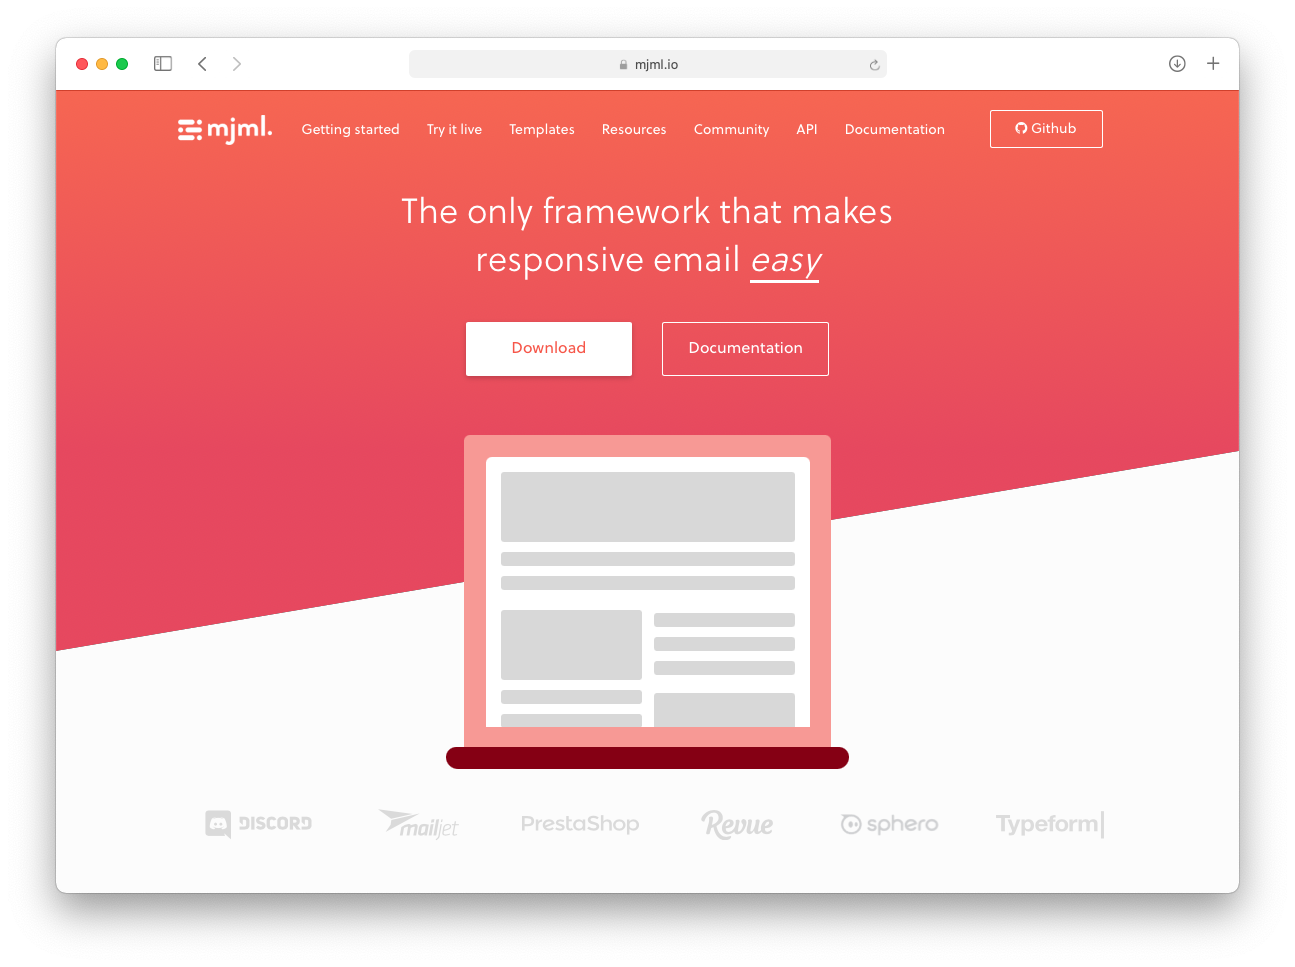 mjml.io
mjml. Getting started Try it live Templates Resources Community API Documentation Github
The only framework that makes
responsive email easy
Download Documentation
DISCORD mailjet PrestaShop Revue sphero Typeform